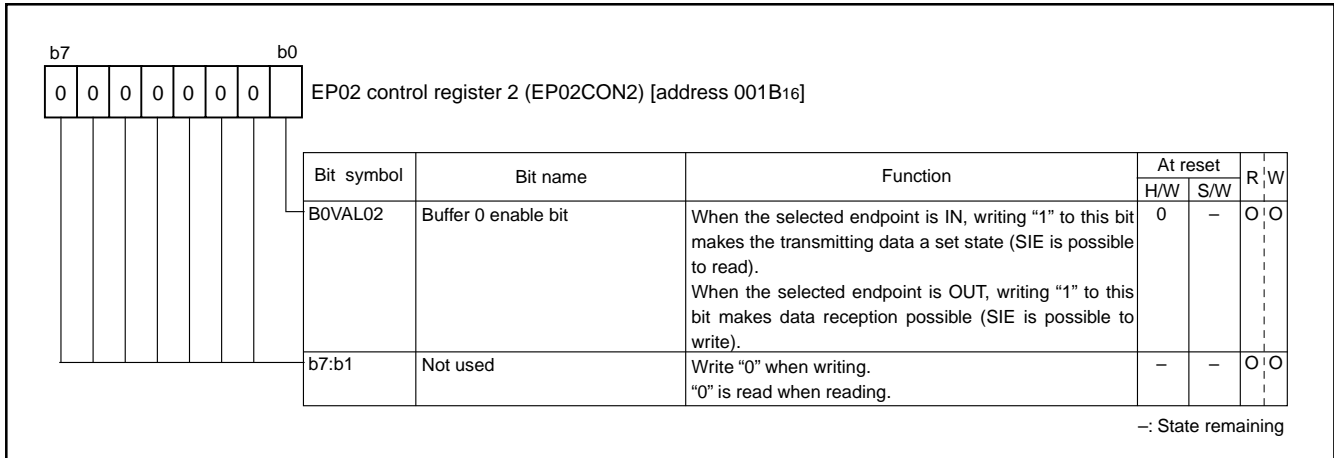 b7 b0
0 0 0 0 0 0 0 EP02 control register 2 (EP02CON2) [address 001B16]
Bit symbol Bit name Function At reset R W
H/W S/W
B0VAL02 Buffer 0 enable bit When the selected endpoint is IN, writing “1” to this bit 0 – O O
makes the transmitting data a set state (SIE is possible
to read).
When the selected endpoint is OUT, writing “1” to this
bit makes data reception possible (SIE is possible to
write).
b7:b1 Not used Write “0” when writing. – – O O
“0” is read when reading.
–: State remaining